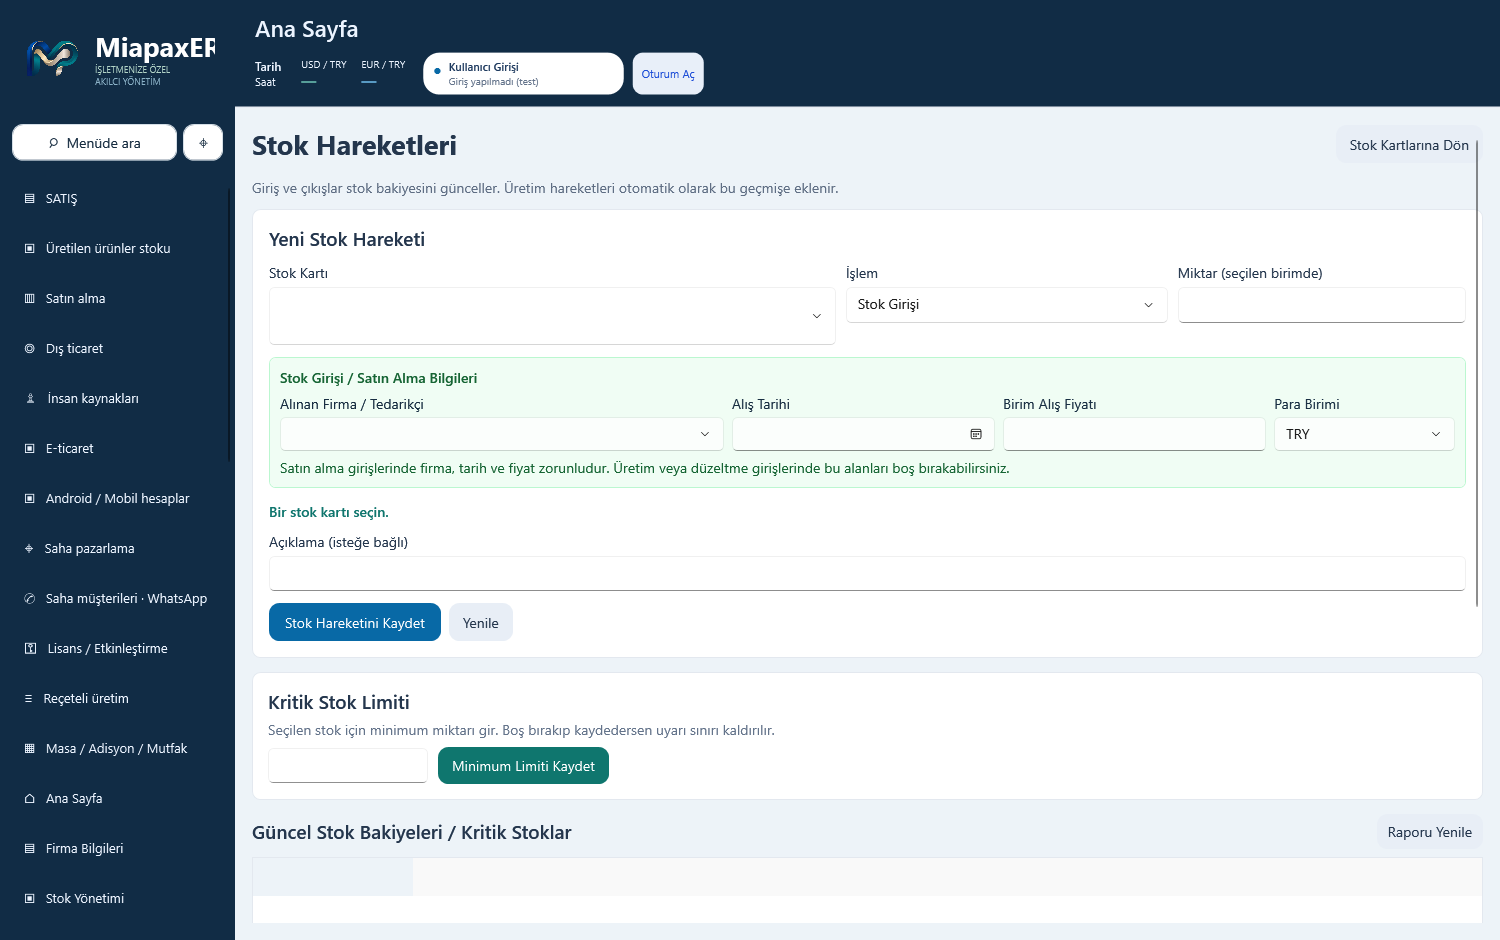 MiapaxER
İŞLETMENİZE ÖZEL
AKILCI YÖNETİM
Menüde ara
SATIŞ
Üretilen ürünler stoku
Satın alma
Dış ticaret
İnsan kaynakları
E-ticaret
Android / Mobil hesaplar
Saha pazarlama
Saha müşterileri · WhatsApp
Lisans / Etkinleştirme
Reçeteli üretim
Masa / Adisyon / Mutfak
Ana Sayfa
Firma Bilgileri
Stok Yönetimi
Ana Sayfa
Tarih
Saat
USD / TRY
—
EUR / TRY
—
Kullanıcı Girişi
Giriş yapılmadı (test)
Oturum Aç
Stok Hareketleri
Stok Kartlarına Dön
Giriş ve çıkışlar stok bakiyesini günceller. Üretim hareketleri otomatik olarak bu geçmişe eklenir.
Yeni Stok Hareketi
Stok Kartı
İşlem
Miktar (seçilen birimde)
Stok Girişi
Stok Girişi / Satın Alma Bilgileri
Alınan Firma / Tedarikçi
Alış Tarihi
Birim Alış Fiyatı
Para Birimi
TRY
Satın alma girişlerinde firma, tarih ve fiyat zorunludur. Üretim veya düzeltme girişlerinde bu alanları boş bırakabilirsiniz.
Bir stok kartı seçin.
Açıklama (isteğe bağlı)
Stok Hareketini Kaydet
Yenile
Kritik Stok Limiti
Seçilen stok için minimum miktarı gir. Boş bırakıp kaydedersen uyarı sınırı kaldırılır.
Minimum Limiti Kaydet
Güncel Stok Bakiyeleri / Kritik Stoklar
Raporu Yenile